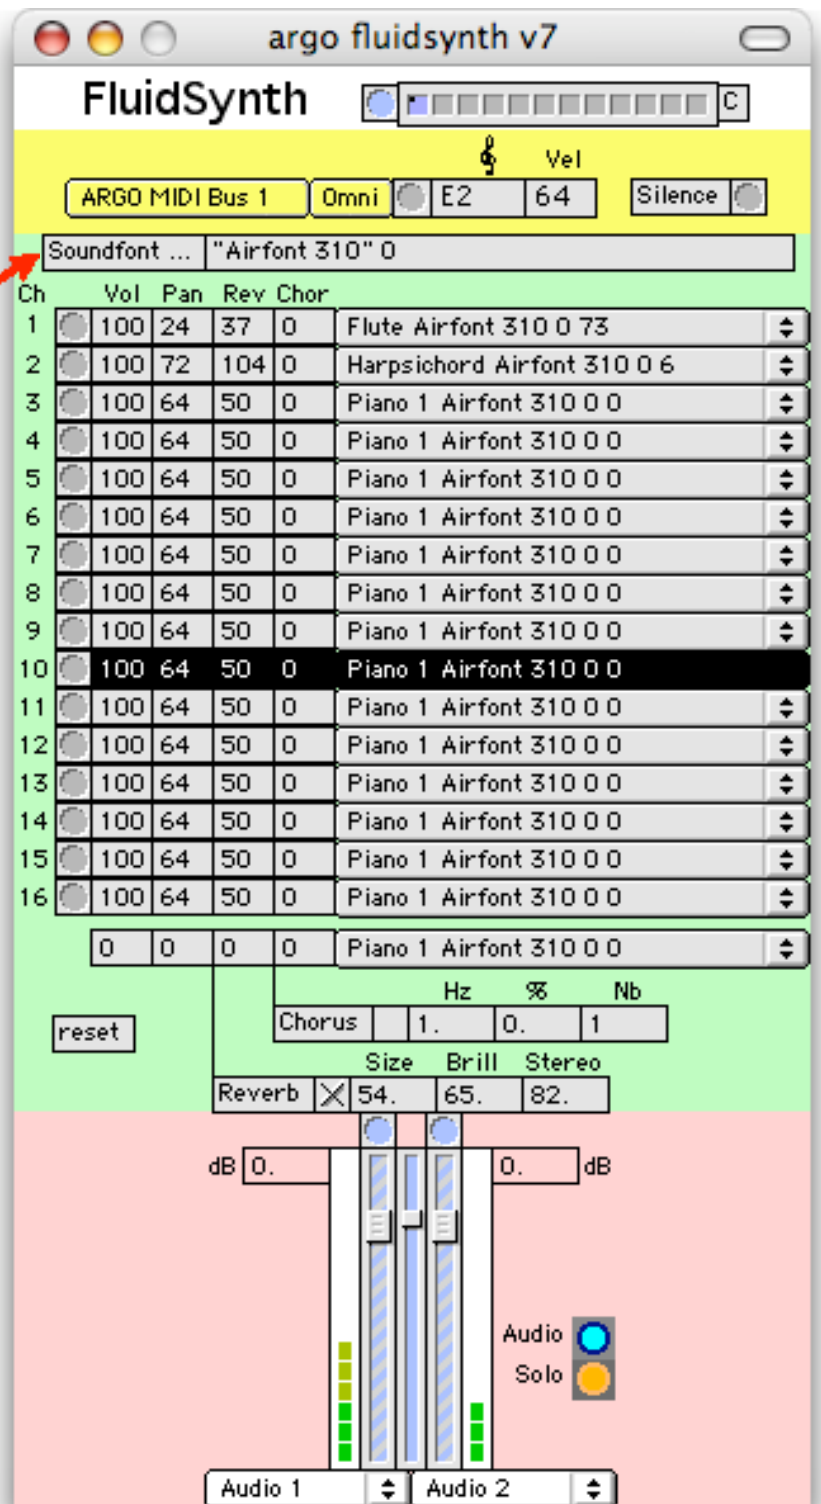 argo fluidsynth v7
FluidSynth C
Vel
ARGO MIDI Bus 1 Omni E2 64 Silence
Soundfont ... "Airfont 310" 0
Ch Vol Pan Rev Chor
1 100 24 37 0 Flute Airfont 310 0 73
2 100 72 104 0 Harpsichord Airfont 310 0 6
3 100 64 50 0 Piano 1 Airfont 310 0 0
4 100 64 50 0 Piano 1 Airfont 310 0 0
5 100 64 50 0 Piano 1 Airfont 310 0 0
6 100 64 50 0 Piano 1 Airfont 310 0 0
7 100 64 50 0 Piano 1 Airfont 310 0 0
8 100 64 50 0 Piano 1 Airfont 310 0 0
9 100 64 50 0 Piano 1 Airfont 310 0 0
10 100 64 50 0 Piano 1 Airfont 310 0 0
11 100 64 50 0 Piano 1 Airfont 310 0 0
12 100 64 50 0 Piano 1 Airfont 310 0 0
13 100 64 50 0 Piano 1 Airfont 310 0 0
14 100 64 50 0 Piano 1 Airfont 310 0 0
15 100 64 50 0 Piano 1 Airfont 310 0 0
16 100 64 50 0 Piano 1 Airfont 310 0 0
0 0 0 0 Piano 1 Airfont 310 0 0
Hz % Nb
reset Chorus 1. 0. 1
Size Brill Stereo
Reverb 54. 65. 82.
dB 0. 0. dB
Audio
Solo
Audio 1 Audio 2